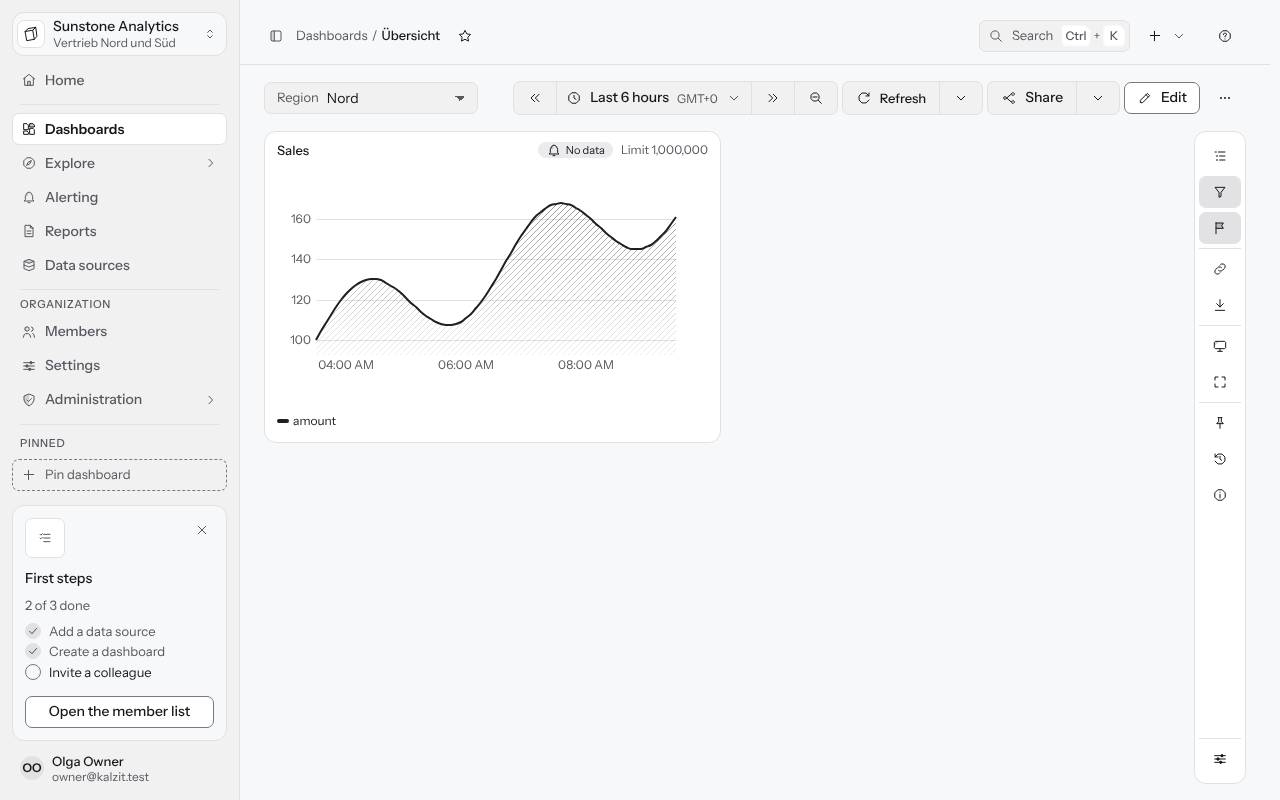 Sunstone Analytics
Vertrieb Nord und Süd
Home
Dashboards
Explore
Alerting
Reports
Data sources
ORGANIZATION
Members
Settings
Administration
PINNED
Pin dashboard
First steps
2 of 3 done
Add a data source
Create a dashboard
Invite a colleague
Open the member list
OO
Olga Owner
owner@kalzit.test
Dashboards / Übersicht
Search Ctrl + K
Region Nord
Last 6 hours GMT+0
Refresh
Share
Edit
Sales
No data
Limit 1,000,000
160
140
120
100
04:00 AM 06:00 AM 08:00 AM
amount